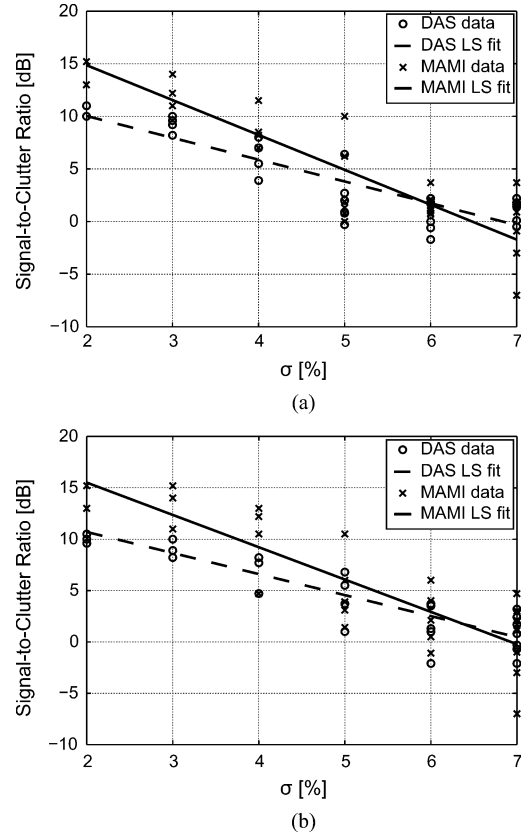 20
15
10
5
0
−5
−10
Signal-to-Clutter Ratio [dB]
DAS data
DAS LS fit
MAMI data
MAMI LS fit
2 3 4 5 6 7
σ [%]
(a)
20
15
10
5
0
−5
−10
Signal-to-Clutter Ratio [dB]
DAS data
DAS LS fit
MAMI data
MAMI LS fit
2 3 4 5 6 7
σ [%]
(b)